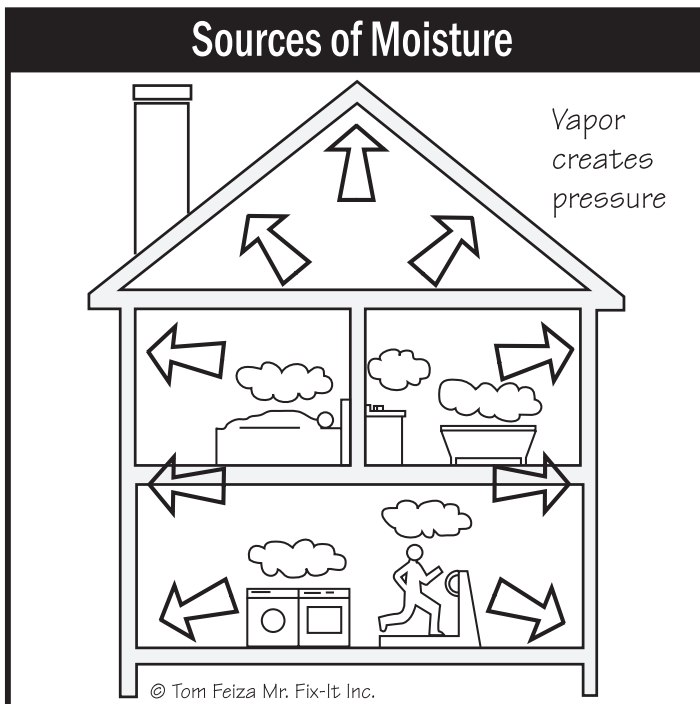 Sources of Moisture
Vapor
creates
pressure
© Tom Feiza Mr. Fix-It Inc.